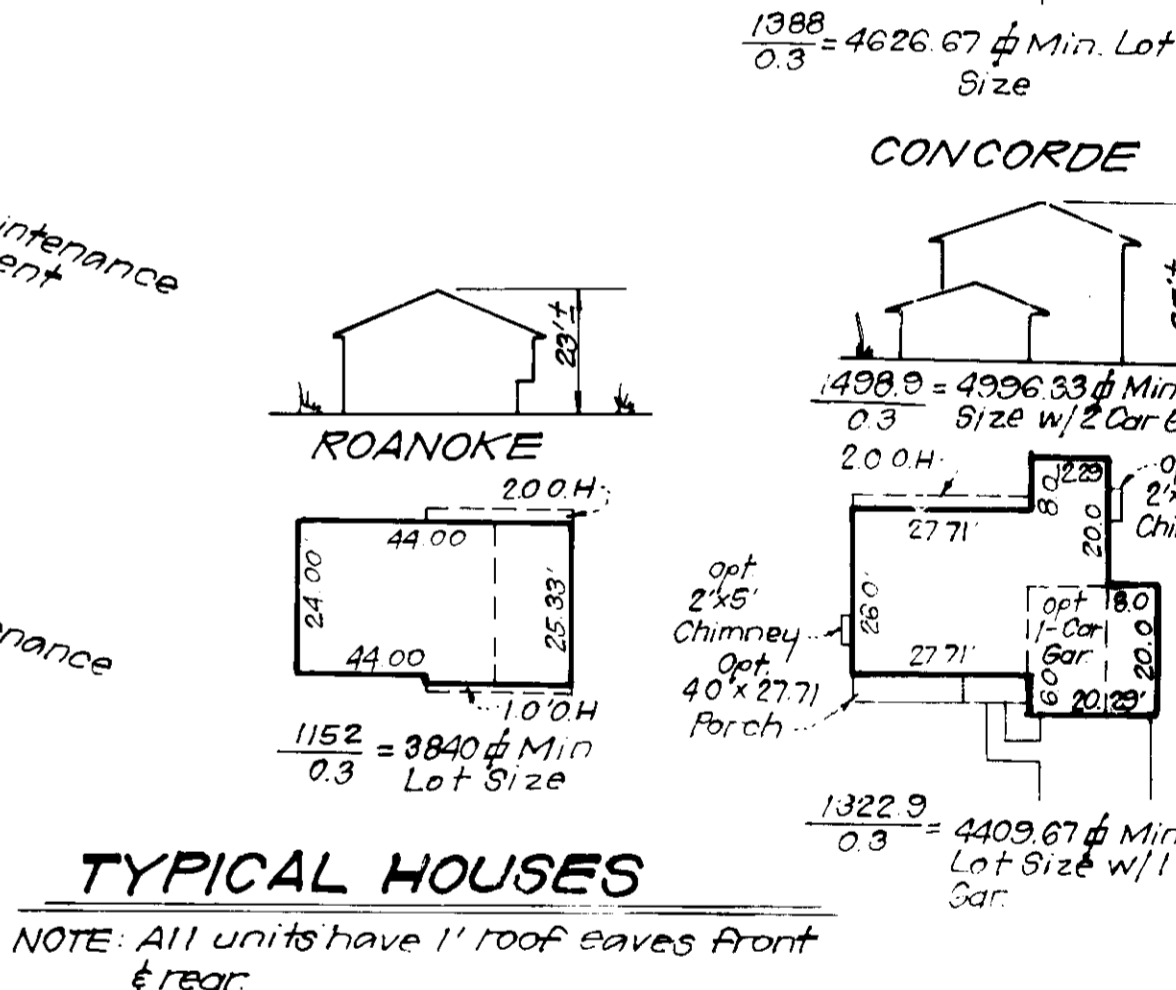 1388
0.3 = 4626.67 ⏍ Min. Lot
Size
CONCORDE
23'±
ROANOKE
2.0 O.H.
44.00
24.00'
25.33'
44.00
1.0' O.H
1152
0.3 = 3840 ⏍ Min
Lot Size
1498.9
0.3 = 4996.33 ⏍ Min
Size w/2 Car
2.0 O.H.
27.71'
8.0
12.29
20.0
2'x
opt.
2'x5'
Chimney
26.0'
Opt.
4.0' x 27.71
Porch
27.71'
opt
1-Car
Gar.
8.0
20.0
6.0
20.29'
1322.9
0.3 = 4409.67 ⏍ Min
Lot Size w/1
Gar.
TYPICAL HOUSES
NOTE: All units have 1' roof eaves front
& rear.